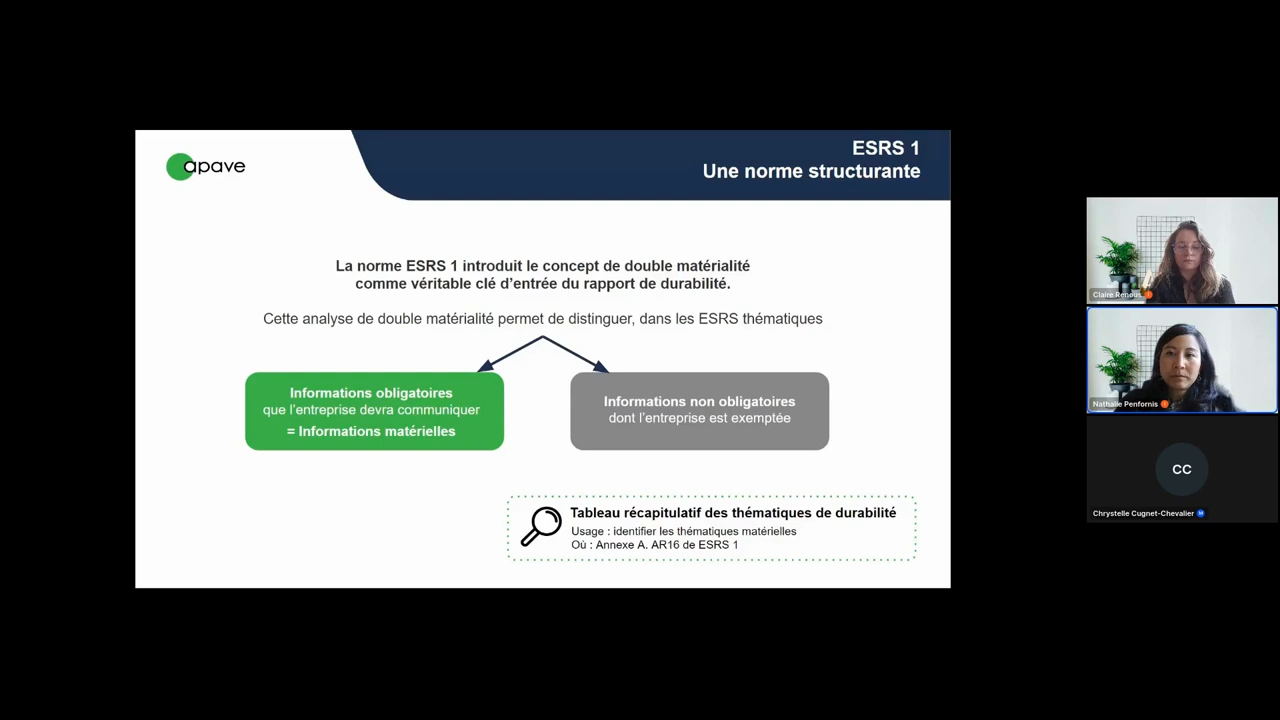 apave
ESRS 1
Une norme structurante
La norme ESRS 1 introduit le concept de double matérialité
comme véritable clé d'entrée du rapport de durabilité.
Cette analyse de double matérialité permet de distinguer, dans les ESRS thématiques
Informations obligatoires
que l'entreprise devra communiquer
= Informations matérielles
Informations non obligatoires
dont l'entreprise est exemptée
Tableau récapitulatif des thématiques de durabilité
Usage : identifier les thématiques matérielles
Où : Annexe A. AR16 de ESRS 1
Claire Renous
Nathalie Penfornis
CC
Chrystelle Cugnet-Chevalier